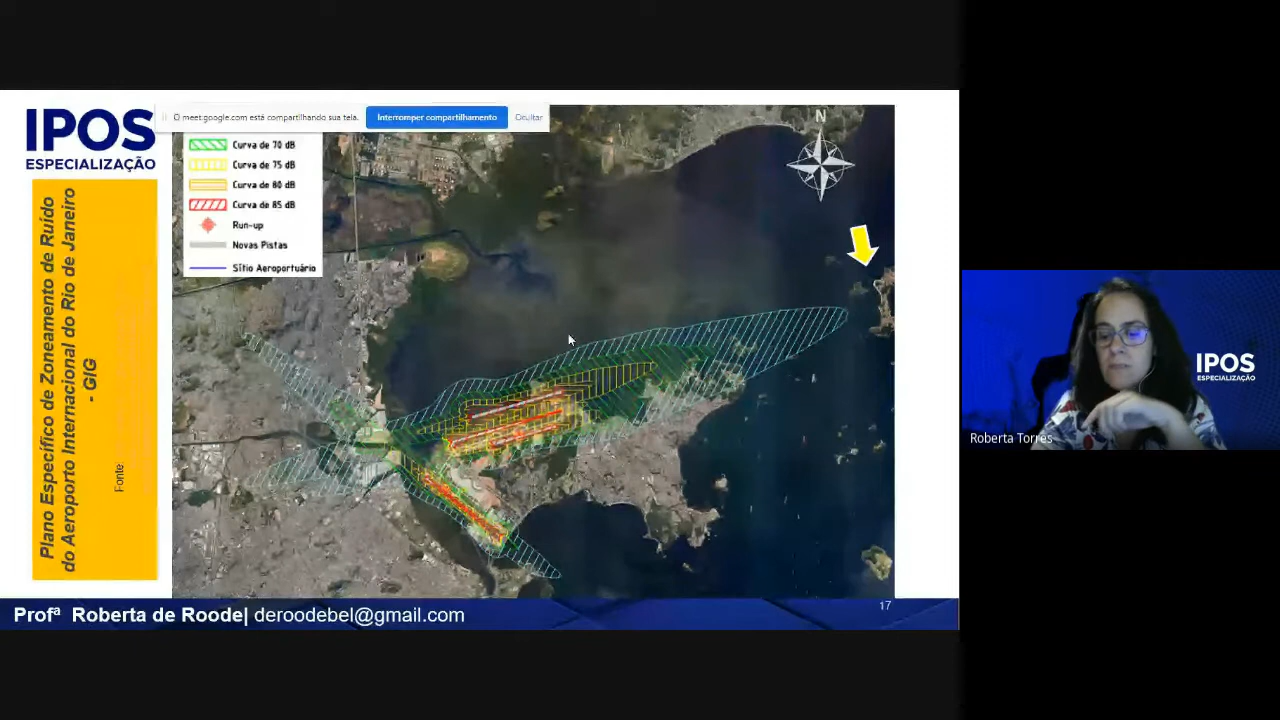 IPOS
ESPECIALIZAÇÃO
O meet.google.com está compartilhando sua tela.
Interromper compartilhamento
Ocultar
Curva de 70 dB
Curva de 75 dB
Curva de 80 dB
Curva de 85 dB
Run-up
Novas Pistas
Sítio Aeroportuário
N
Plano Específico de Zoneamento de Ruído
do Aeroporto Internacional do Rio de Janeiro
- GIG
Fonte
Profª Roberta de Roode| deroodebel@gmail.com
17
IPOS
ESPECIALIZAÇÃO
Roberta Torres